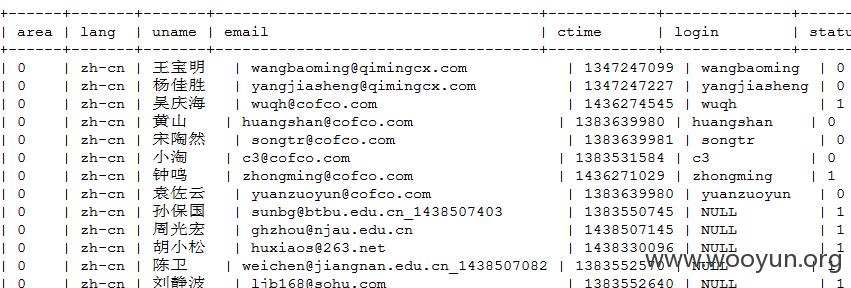 | area | lang | uname | email | ctime | login | statu
| 0 | zh-cn | 王宝明 | wangbaoming@qimingcx.com | 1347247099 | wangbaoming | 0
| 0 | zh-cn | 杨佳胜 | yangjiasheng@qimingcx.com | 1347247227 | yangjiasheng | 0
| 0 | zh-cn | 吴庆海 | wuqh@cofco.com | 1436274545 | wuqh | 1
| 0 | zh-cn | 黄山 | huangshan@cofco.com | 1383639980 | huangshan | 0
| 0 | zh-cn | 宋陶然 | songtr@cofco.com | 1383639981 | songtr | 0
| 0 | zh-cn | 小淘 | c3@cofco.com | 1383531584 | c3 | 0
| 0 | zh-cn | 钟鸣 | zhongming@cofco.com | 1436271029 | zhongming | 1
| 0 | zh-cn | 袁佐云 | yuanzuoyun@cofco.com | 1383639980 | yuanzuoyun | 0
| 0 | zh-cn | 孙保国 | sunbg@btbu.edu.cn_1438507403 | 1383550745 | NULL | 1
| 0 | zh-cn | 周光宏 | ghzhou@njau.edu.cn | 1438507145 | NULL | 1
| 0 | zh-cn | 胡小松 | huxiaos@263.net | 1438330096 | NULL | 1
| 0 | zh-cn | 陈卫 | weichen@jiangnan.edu.cn_1438507082 | 1383552570 | NULL | 1
www.wooyun.org
| 0 | zh-cn | 刘静波 | ljb168@sohu.com | 1383552640 | NULL | 1